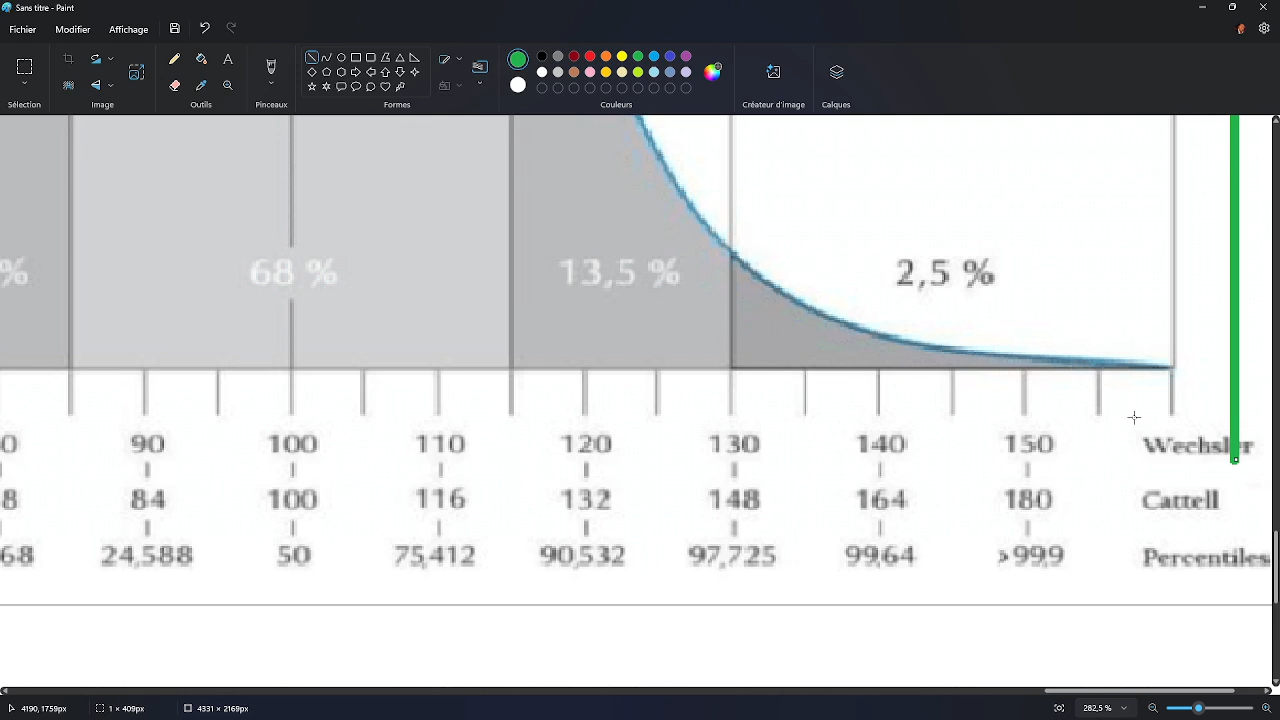 Sans titre - Paint
Fichier Modifier Affichage
Sélection Image Outils Pinceaux Formes Couleurs Créateur d'image Calques
% 68 % 13,5 % 2,5 %
0 90 100 110 120 130 140 150 Wechsler
8 84 100 116 132 148 164 180 Cattell
68 24,588 50 75,412 90,532 97,725 99,64 >99,9 Percentiles
4190,1759px 1 × 409px 4331 × 2169px 282,5 %